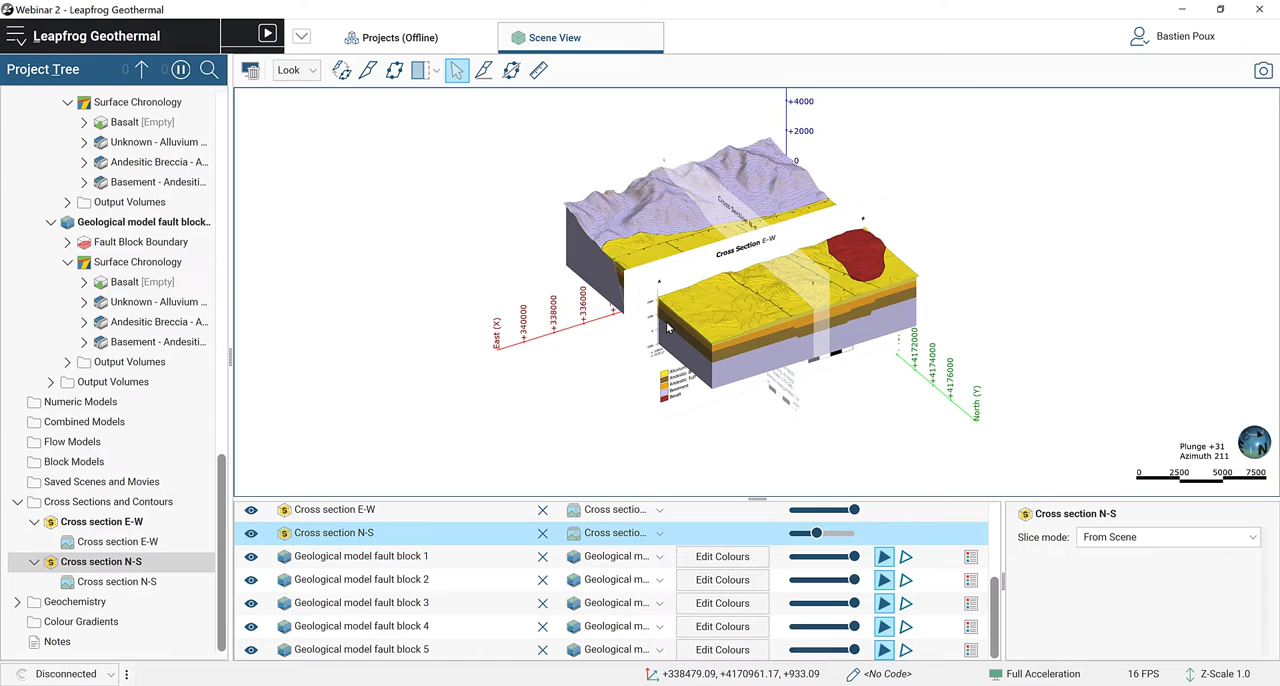 Webinar 2 - Leapfrog Geothermal
Leapfrog Geothermal
Projects (Offline)
Scene View
Bastien Poux
Project Tree
0
0
Look
Surface Chronology
Basalt [Empty]
Unknown - Alluvium ...
Andesitic Breccia - A...
Basement - Andesiti...
Output Volumes
Geological model fault block..
Fault Block Boundary
Surface Chronology
Basalt [Empty]
Unknown - Alluvium ...
Andesitic Breccia - A...
Basement - Andesiti...
Output Volumes
Output Volumes
Numeric Models
Combined Models
Flow Models
Block Models
Saved Scenes and Movies
Cross Sections and Contours
Cross section E-W
Cross section E-W
Cross section N-S
Cross section N-S
Geochemistry
Colour Gradients
Notes
+4000
+2000
Cross Section E-W
East (X)
+340000
+338000
+336000
+4172000
+4174000
+4176000
North (Y)
Basement
Basalt
Plunge +31
Azimuth 211
0 2500 5000 7500
Cross section E-W Cross sectio...
Cross section N-S Cross sectio...
Geological model fault block 1 Geological m... Edit Colours
Geological model fault block 2 Geological m... Edit Colours
Geological model fault block 3 Geological m... Edit Colours
Geological model fault block 4 Geological m... Edit Colours
Geological model fault block 5 Geological m... Edit Colours
Cross section N-S
Slice mode: From Scene
Disconnected
+338479.09, +4170961.17, +933.09
<No Code>
Full Acceleration
16 FPS
Z-Scale 1.0